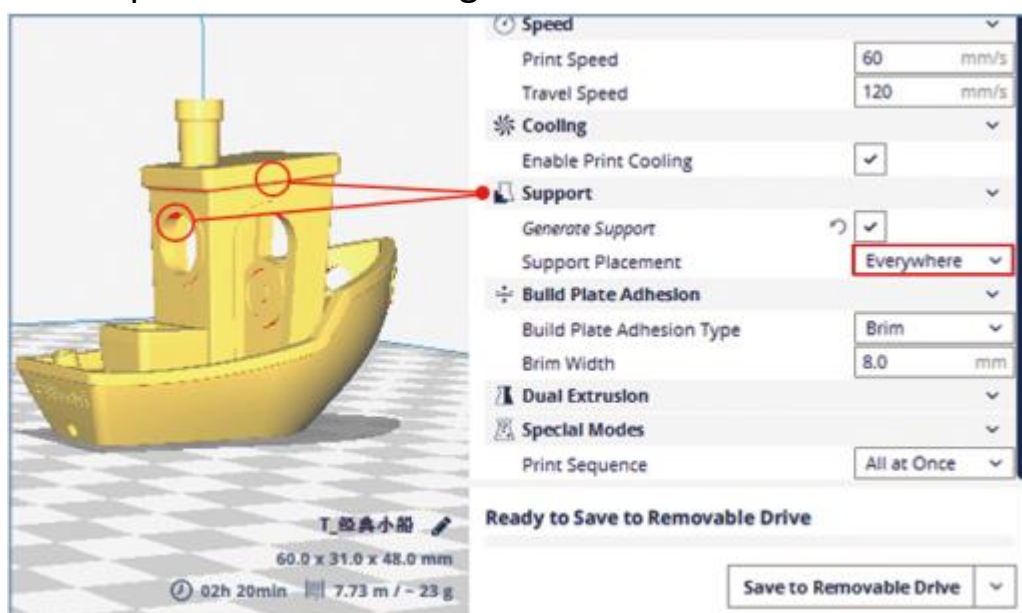 Speed
Print Speed 60 mm/s
Travel Speed 120 mm/s
Cooling
Enable Print Cooling
Support
Generate Support
Support Placement Everywhere
Build Plate Adhesion
Build Plate Adhesion Type Brim
Brim Width 8.0 mm
Dual Extrusion
Special Modes
Print Sequence All at Once
T_经典小船
60.0 x 31.0 x 48.0 mm
02h 20min 7.73 m / ~ 23 g
Ready to Save to Removable Drive
Save to Removable Drive